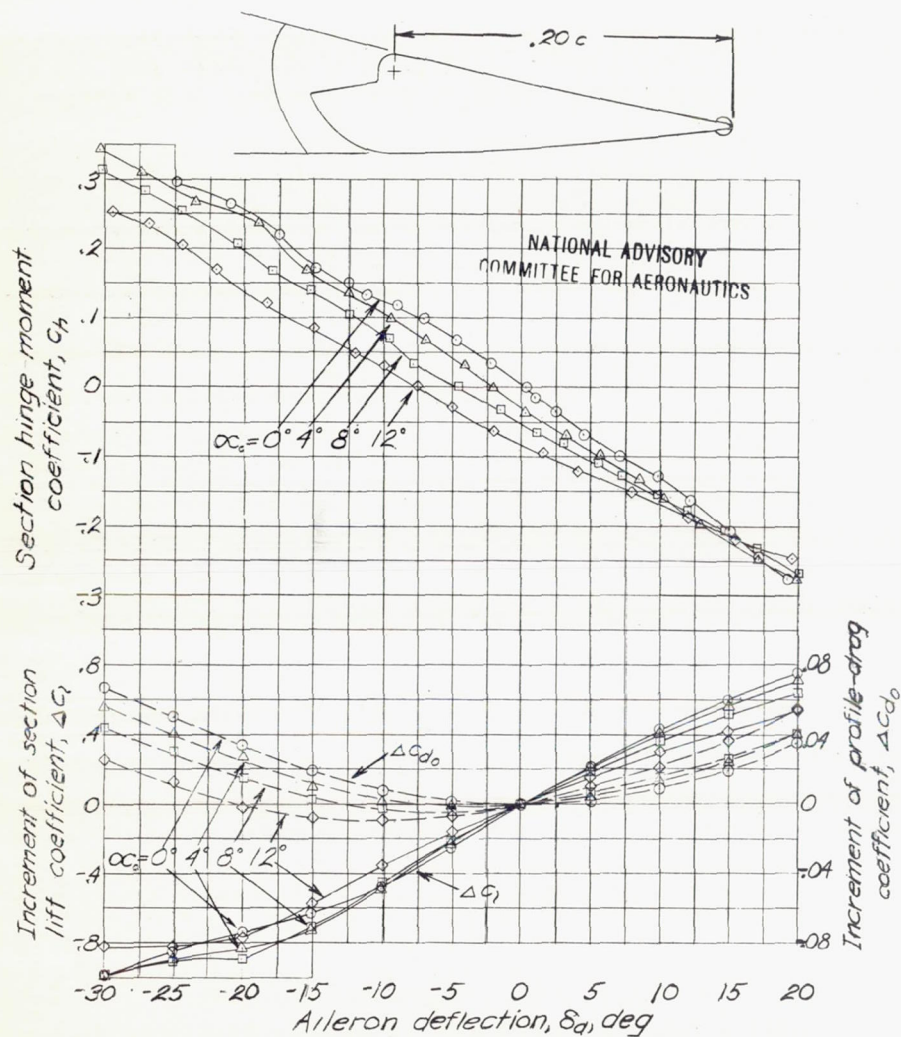 .20 c
.3
.2
.1
0
-.1
-.2
-.3
Section hinge-moment
coefficient, Ch
NATIONAL ADVISORY
COMMITTEE FOR AERONAUTICS
αo = 0° 4° 8° 12°
.8
.4
0
-.4
-.8
Increment of section
lift coefficient, ΔCl
.08
.04
0
-.04
-.08
Increment of profile-drag
coefficient, ΔCdo
ΔCdo
αo = 0° 4° 8° 12°
ΔCl
-30 -25 -20 -15 -10 -5 0 5 10 15 20
Aileron deflection, δa, deg